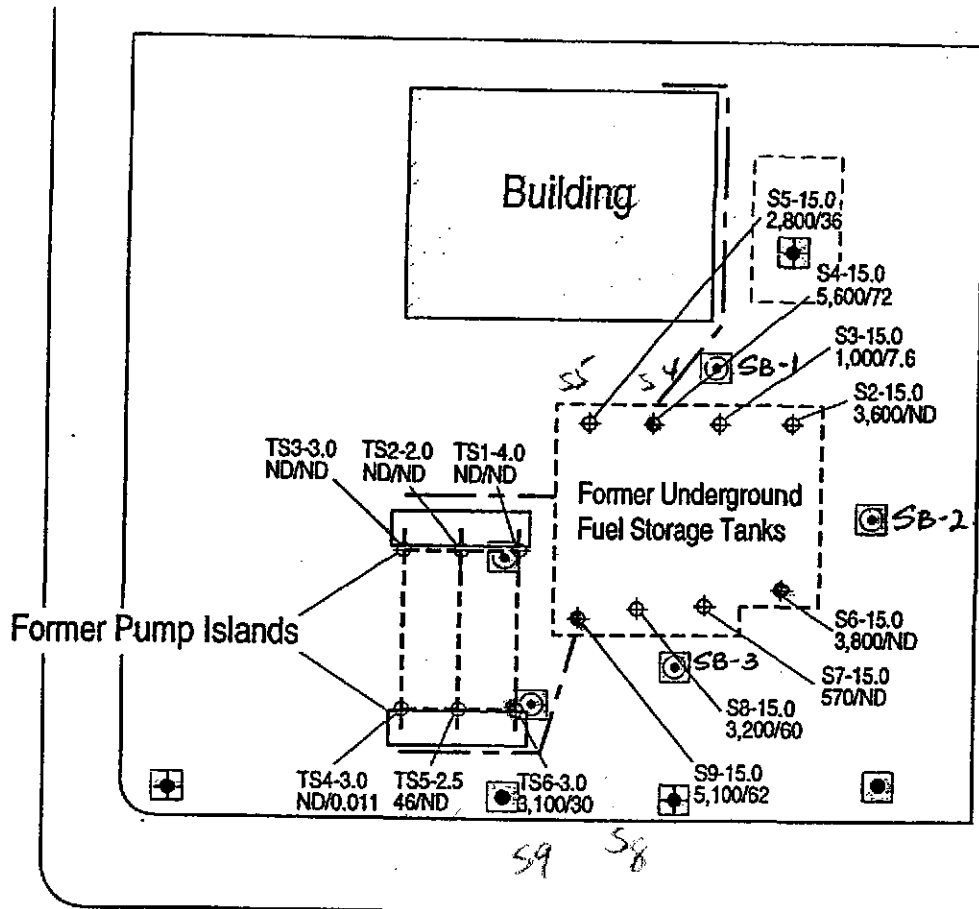 Building
S5-15.0
2,800/36
S4-15.0
5,600/72
S3-15.0
1,000/7.6
S2-15.0
3,600/ND
SB-1
S5
S4
TS3-3.0
ND/ND
TS2-2.0
ND/ND
TS1-4.0
ND/ND
Former Underground
Fuel Storage Tanks
SB-2
Former Pump Islands
S6-15.0
3,800/ND
SB-3
S7-15.0
570/ND
S8-15.0
3,200/60
S9-15.0
5,100/62
TS4-3.0
ND/0.011
TS5-2.5
46/ND
TS6-3.0
3,100/30
S9
S8